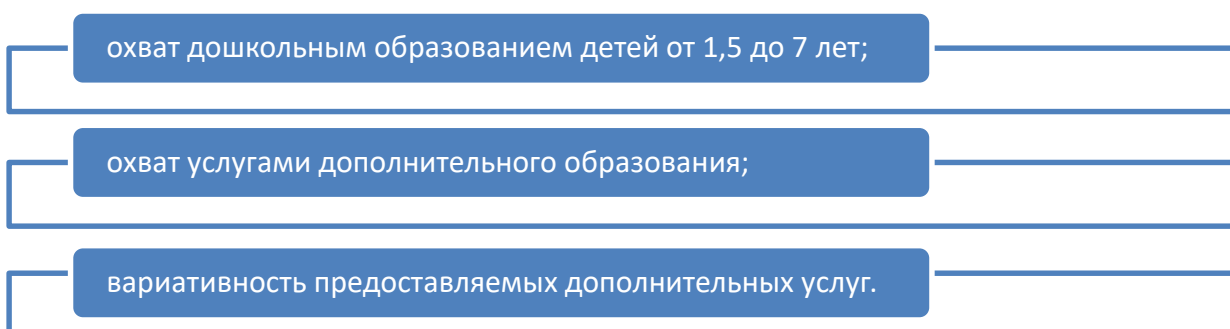 охват дошкольным образованием детей от 1,5 до 7 лет;
охват услугами дополнительного образования;
вариативность предоставляемых дополнительных услуг.